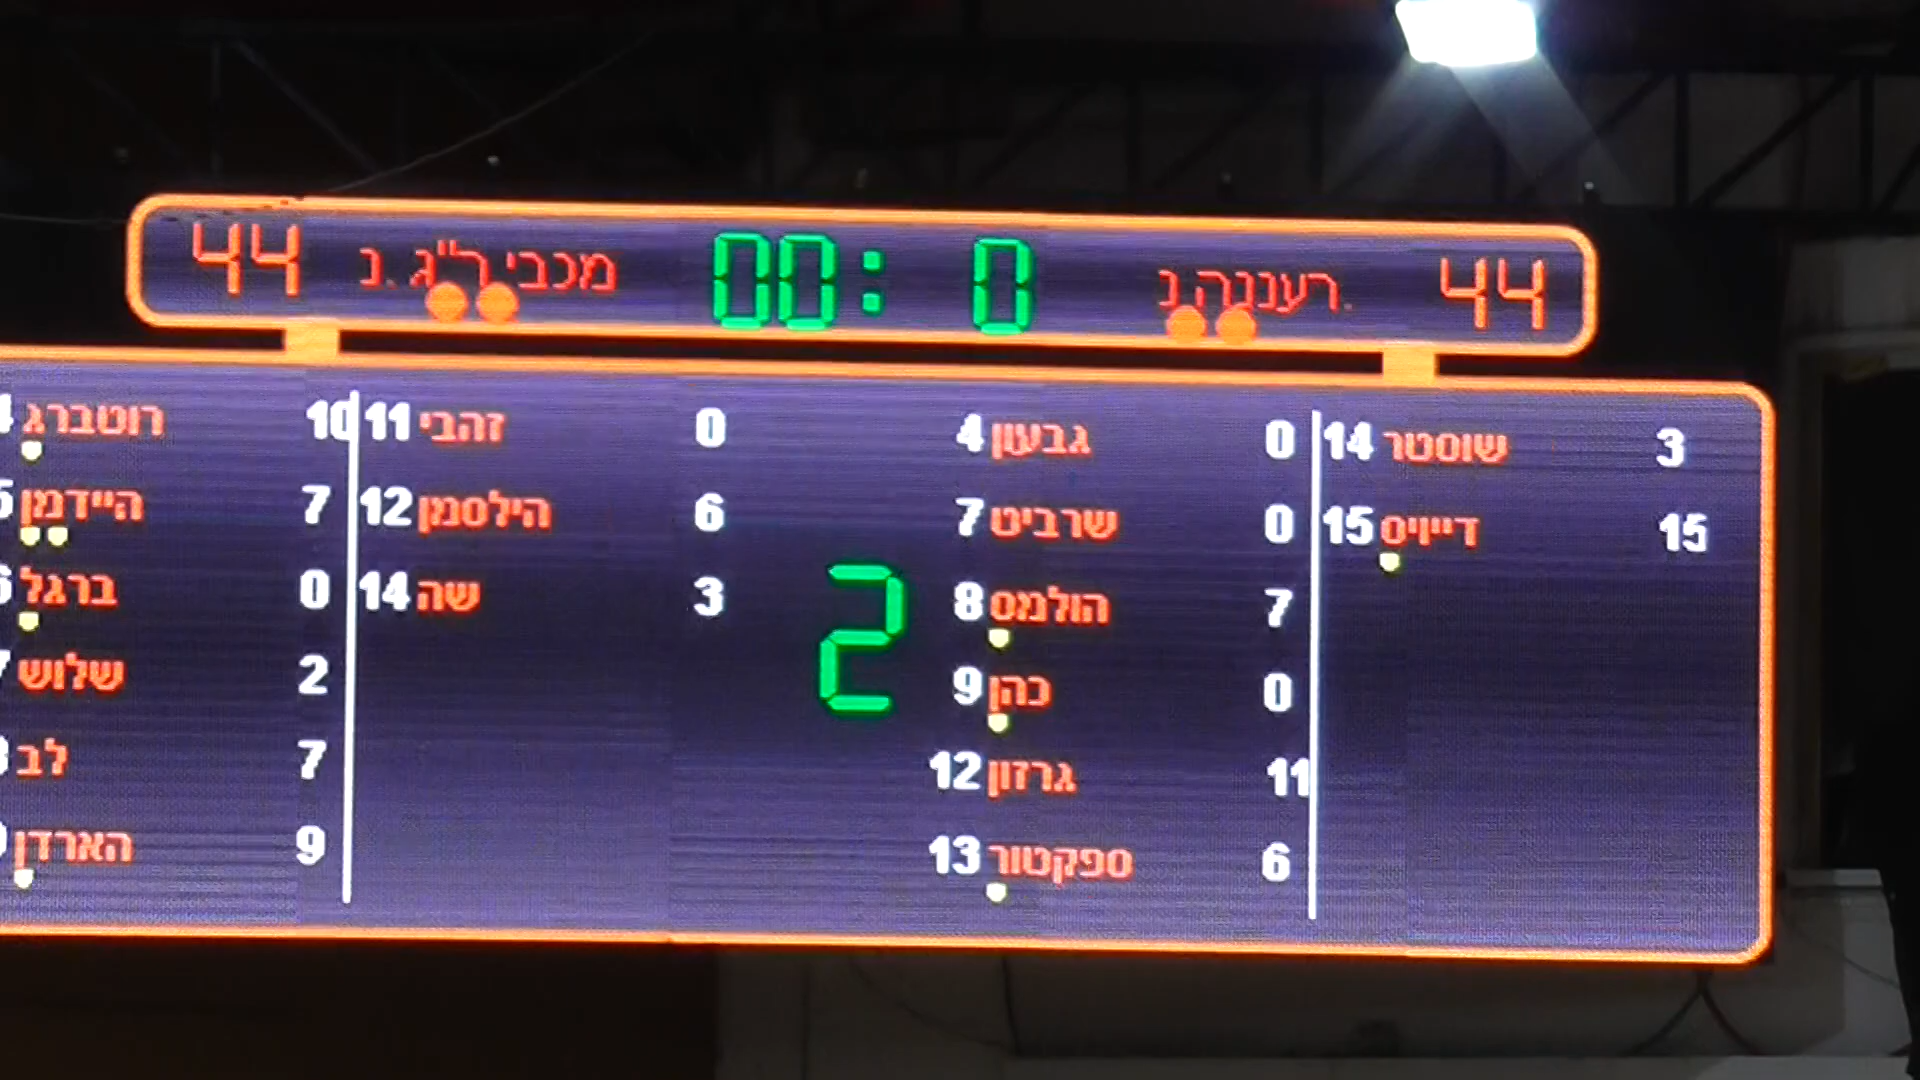 44 מכבי ר"ג .נ 00: 0 רעננה.נ 44
4 רוטברג 10
היידמן 7
ברגל 0
שלוש 2
לב 7
הארדן 9
11 זהבי 0
12 הילסמן 6
14 שה 3
2
4 גבעון 0
7 שרביט 0
8 הולמס 7
9 כהן 0
12 גרזון 11
13 ספקטור 6
14 שוסטר 3
15 דייויס 15